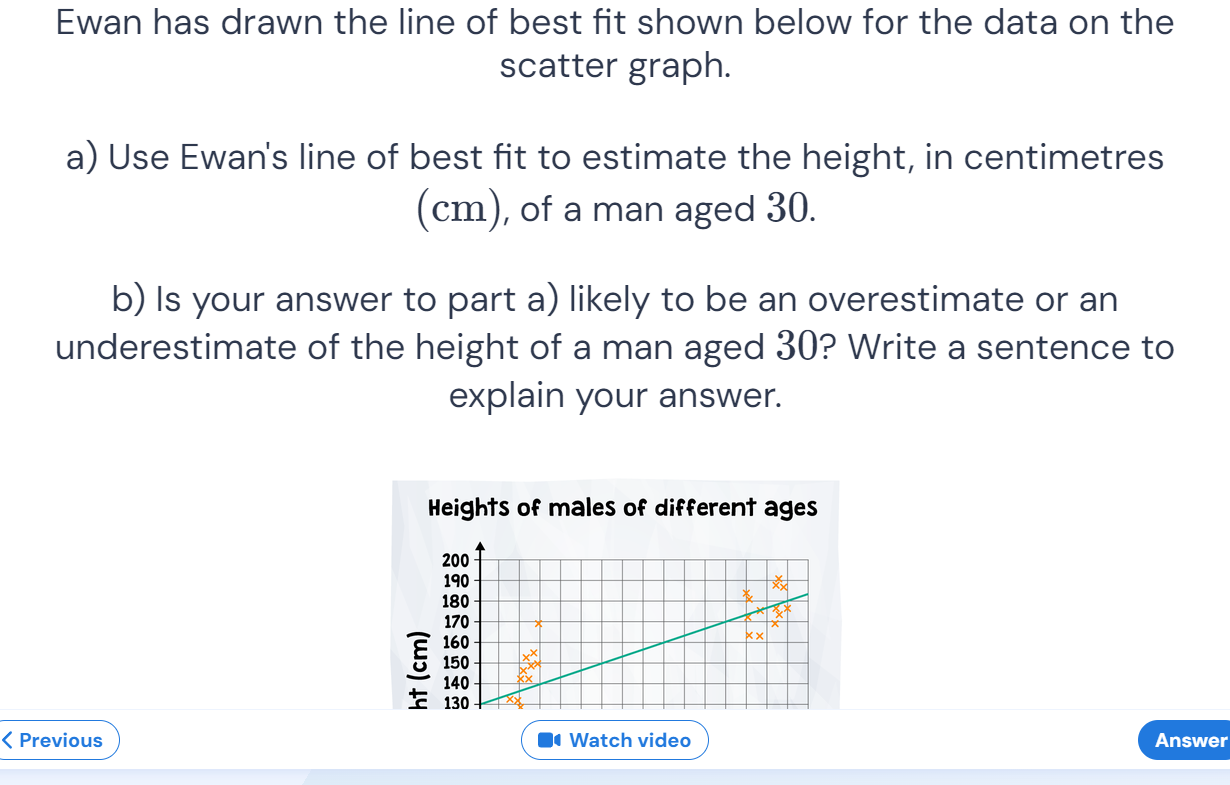 Ewan has drawn the line of best fit shown below for the data on the
scatter graph.
a) Use Ewan's line of best fit to estimate the height, in centimetres
(cm), of a man aged 30.
b) Is your answer to part a) likely to be an overestimate or an
underestimate of the height of a man aged 30? Write a sentence to
explain your answer.
Heights of males of different ages
200
190
180
170
160
150
140
130
ht (cm)
Previous
Watch video
Answer